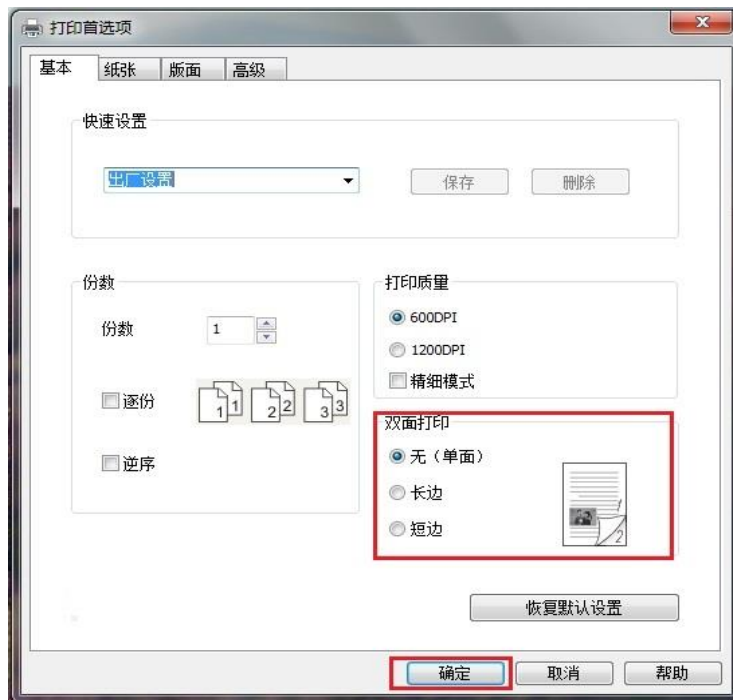 打印首选项
基本 纸张 版面 高级
快速设置
出厂设置 保存 删除
份数
份数 1
逐份 1 1 2 2 3 3
逆序
打印质量
600DPI
1200DPI
精细模式
双面打印
无（单面）
长边
短边
1
2
恢复默认设置
确定 取消 帮助